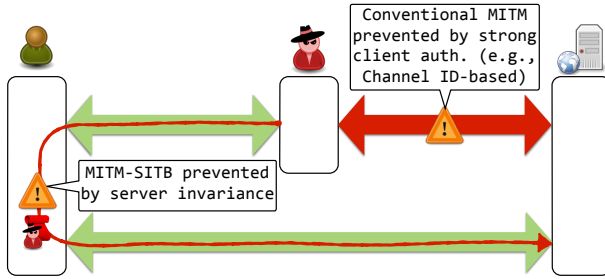 Conventional MITM
prevented by strong
client auth. (e.g.,
Channel ID-based)
MITM-SITB prevented
by server invariance